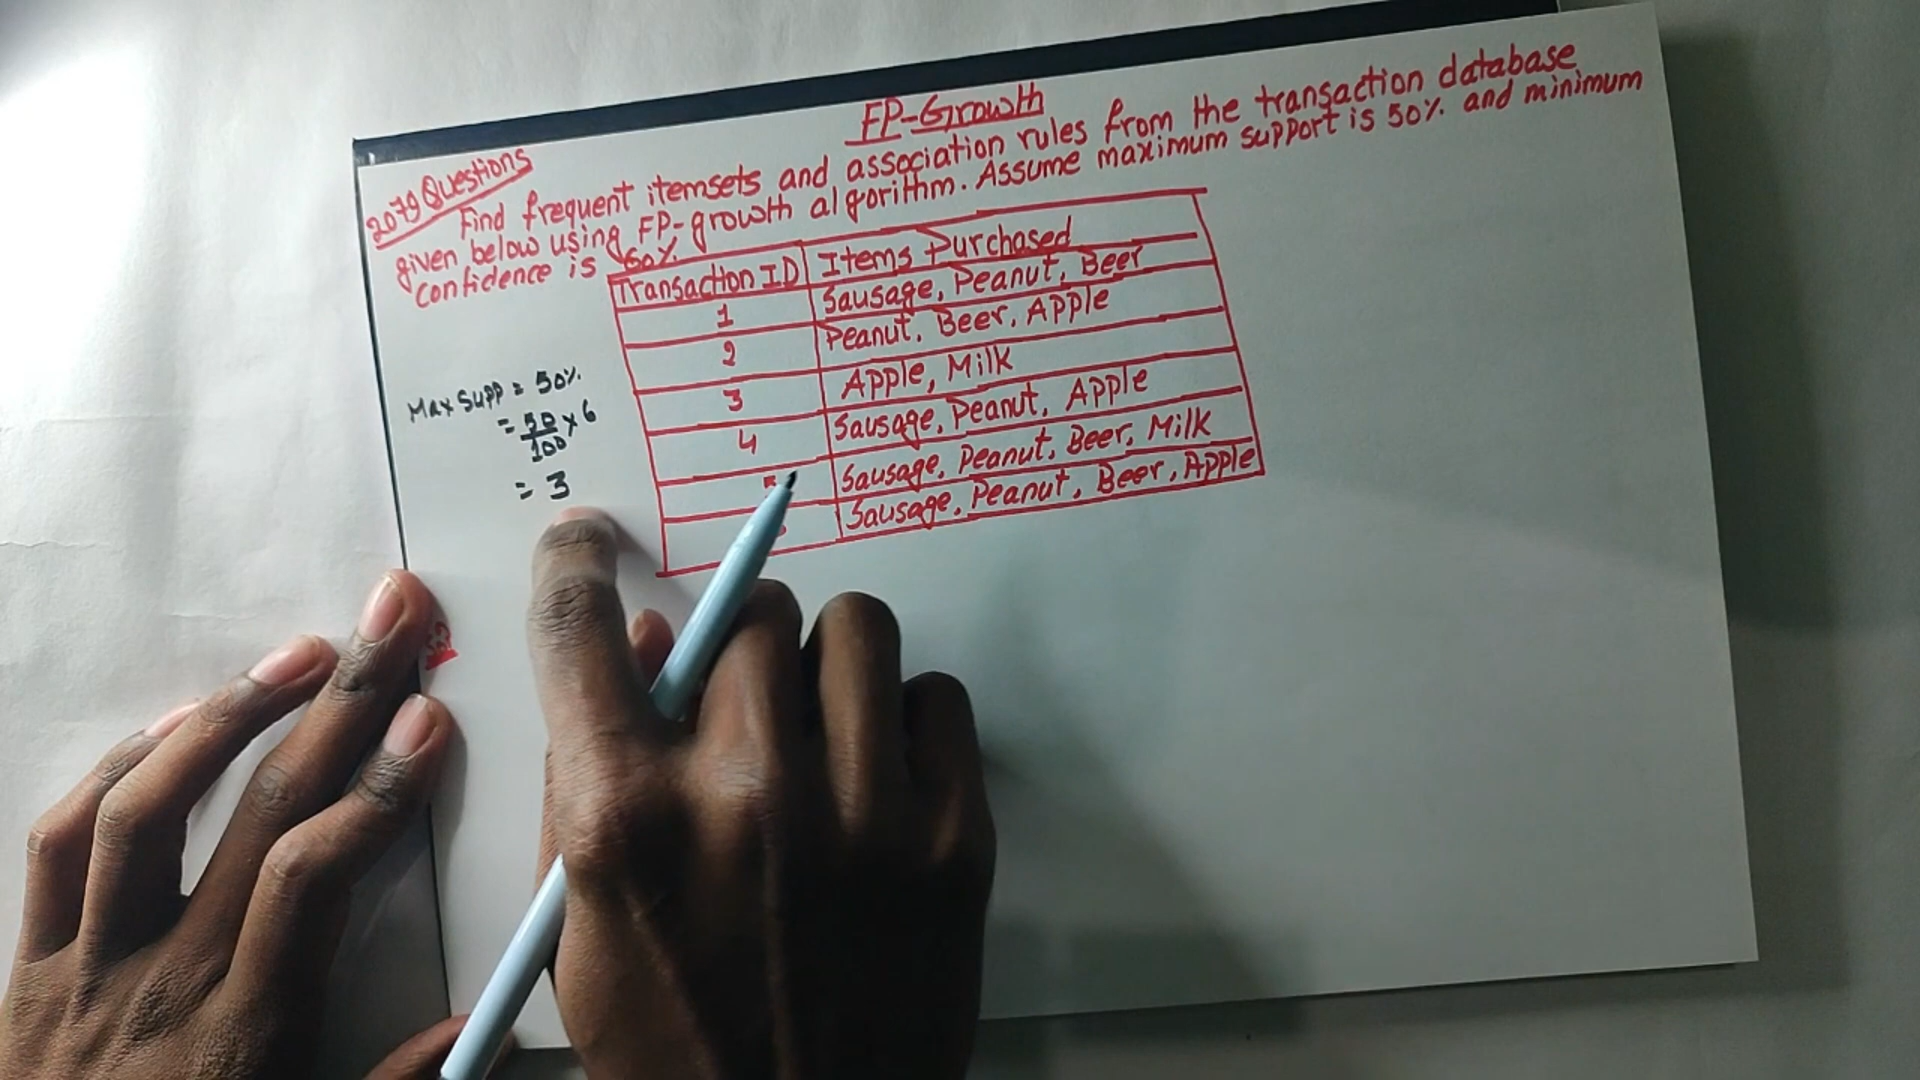 FP-Growth
2079 Questions
Find frequent itemsets and association rules from the transaction database
given below using FP-growth algorithm. Assume maximum support is 50% and minimum
confidence is 60%
Transaction ID Items Purchased
1 Sausage, Peanut, Beer
2 Peanut, Beer, Apple
3 Apple, Milk
4 Sausage, Peanut, Apple
5 Sausage, Peanut, Beer, Milk
Sausage, Peanut, Beer, Apple
Max Supp = 50%
= 50/100 x 6
= 3